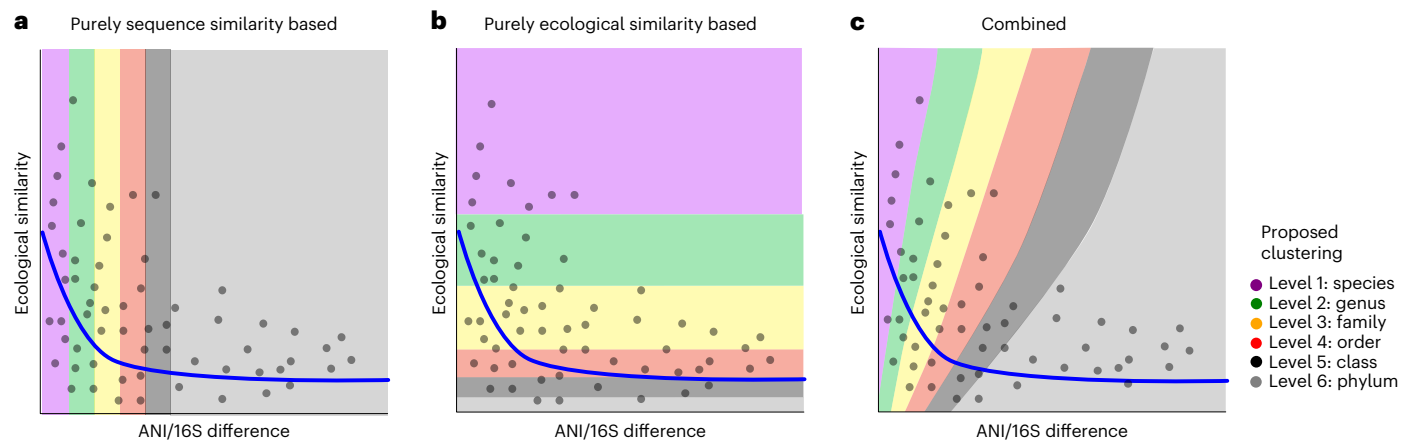 a
Purely sequence similarity based
Ecological similarity
ANI/16S difference
b
Purely ecological similarity based
Ecological similarity
ANI/16S difference
c
Combined
Ecological similarity
ANI/16S difference
Proposed
clustering
Level 1: species
Level 2: genus
Level 3: family
Level 4: order
Level 5: class
Level 6: phylum